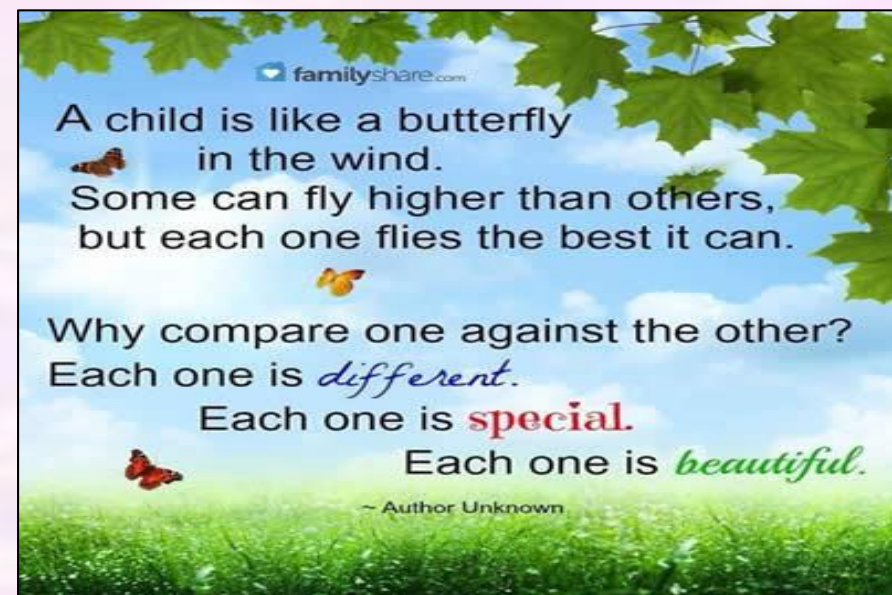 familyshare.com
A child is like a butterfly
in the wind.
Some can fly higher than others,
but each one flies the best it can.
Why compare one against the other?
Each one is different.
Each one is special.
Each one is beautiful.
~ Author Unknown